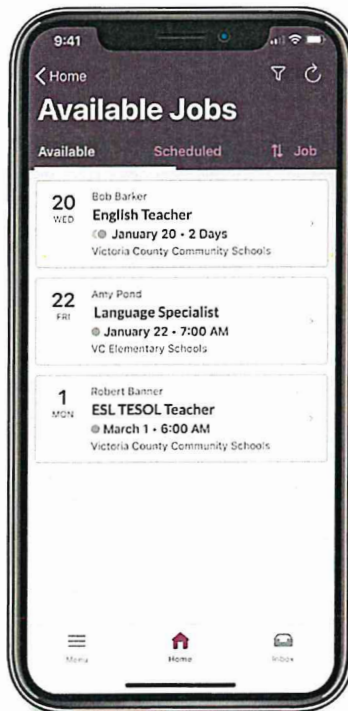 9:41
Home
Available Jobs
Available Scheduled Job
20 Bob Barker
WED English Teacher
January 20 • 2 Days
Victoria County Community Schools
22 Amy Pond
FRI Language Specialist
January 22 • 7:00 AM
VC Elementary Schools
1 Robert Banner
MON ESL TESOL Teacher
March 1 • 6:00 AM
Victoria County Community Schools
Menu Home Inbox